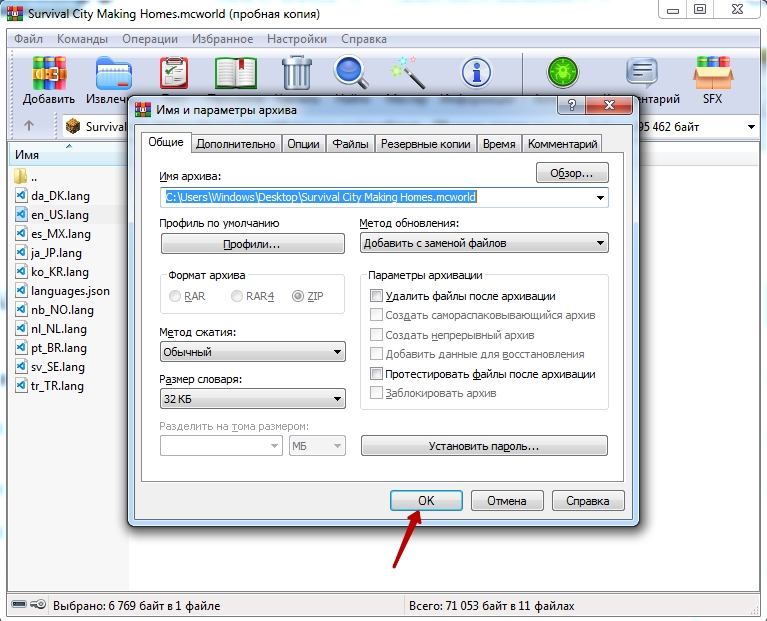 Survival City Making Homes.mcworld (пробная копия)
Файл Команды Операции Избранное Настройки Справка
Добавить
SFX
Survival
95 462 байт
Имя
..
da_DK.lang
en_US.lang
es_MX.lang
ja_JP.lang
ko_KR.lang
languages.json
nb_NO.lang
nl_NL.lang
pt_BR.lang
sv_SE.lang
tr_TR.lang
Имя и параметры архива
?
Общие Дополнительно Опции Файлы Резервные копии Время Комментарий
Имя архива:
Обзор...
C:\Users\Windows\Desktop\Survival City Making Homes.mcworld
Профиль по умолчанию
Метод обновления:
Профили...
Добавить с заменой файлов
Формат архива
RAR RAR4 ZIP
Параметры архивации
Удалить файлы после архивации
Создать самораспаковывающийся архив
Создать непрерывный архив
Добавить данные для восстановления
Протестировать файлы после архивации
Заблокировать архив
Метод сжатия:
Обычный
Размер словаря:
32 КБ
Разделить на тома размером:
МБ
Установить пароль...
OK Отмена Справка
Выбрано: 6 769 байт в 1 файле
Всего: 71 053 байт в 11 файлах